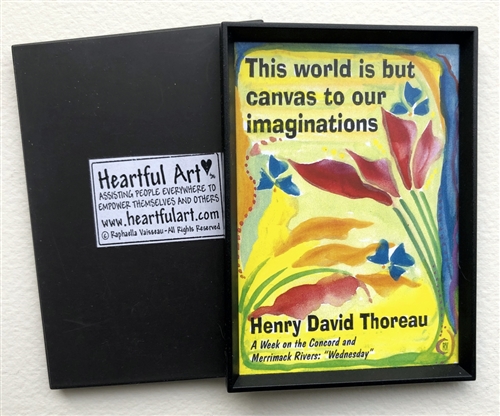 Heartful Art
ASSISTING PEOPLE EVERYWHERE TO
EMPOWER THEMSELVES AND OTHERS
www.heartfulart.com
© Raphaella Vaisseau - All Rights Reserved
This world is but
canvas to our
imaginations
Henry David Thoreau
A Week on the Concord and
Merrimack Rivers: "Wednesday"